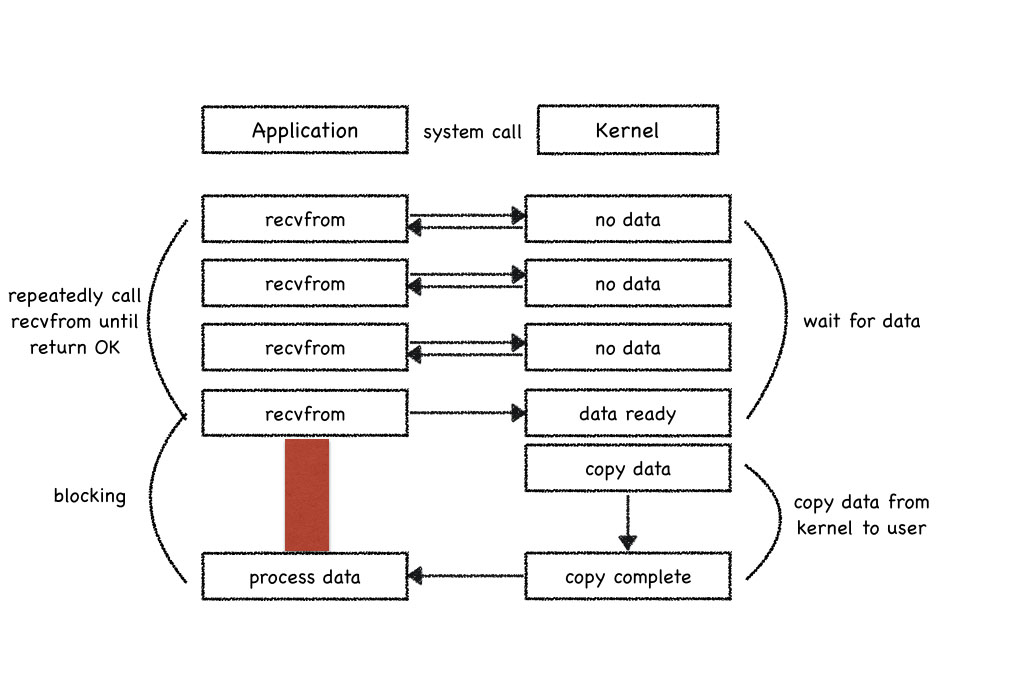 Application
system call
Kernel
recvfrom
no data
recvfrom
no data
repeatedly call
recvfrom until
return OK
wait for data
recvfrom
no data
recvfrom
data ready
copy data
blocking
copy data from
kernel to user
process data
copy complete